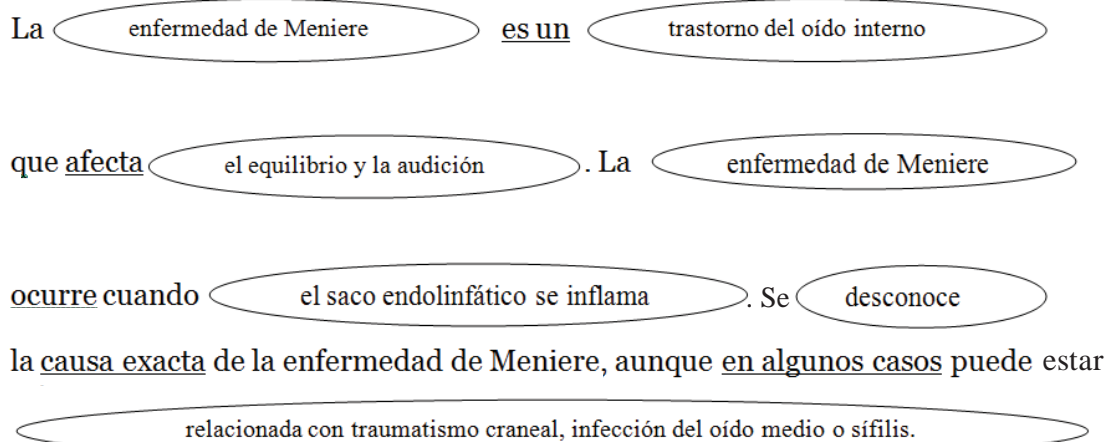 La enfermedad de Meniere es un trastorno del oído interno
que afecta el equilibrio y la audición . La enfermedad de Meniere
ocurre cuando el saco endolinfático se inflama . Se desconoce
la causa exacta de la enfermedad de Meniere, aunque en algunos casos puede estar
relacionada con traumatismo craneal, infección del oído medio o sífilis.